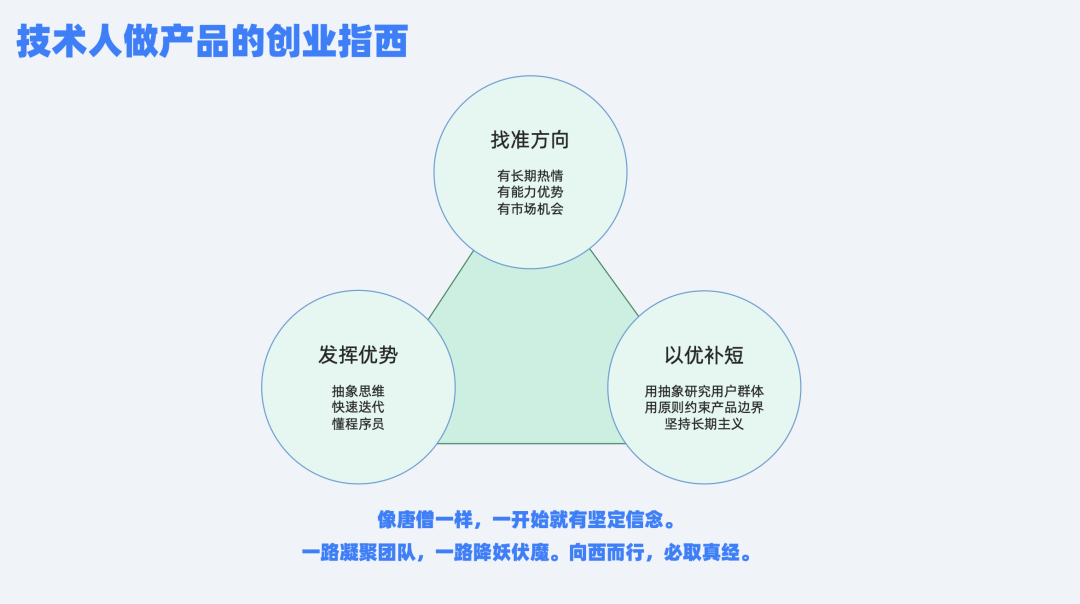 技术人做产品的创业指西
找准方向
有长期热情
有能力优势
有市场机会
发挥优势
抽象思维
快速迭代
懂程序员
以优补短
用抽象研究用户群体
用原则约束产品边界
坚持长期主义
像唐僧一样，一开始就有坚定信念。
一路凝聚团队，一路降妖伏魔。向西而行，必取真经。